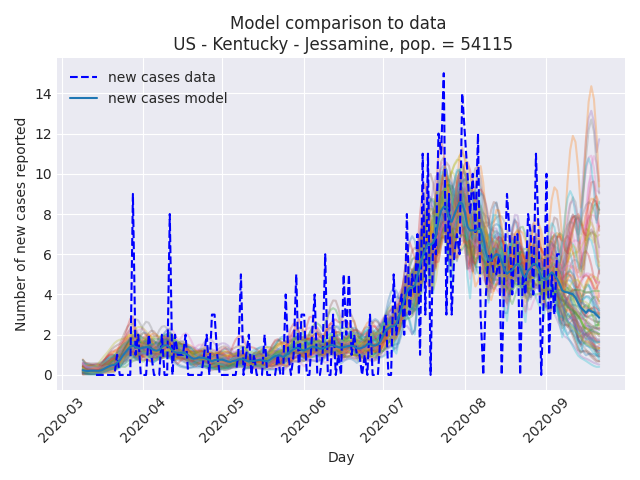 Model comparison to data
US - Kentucky - Jessamine, pop. = 54115
new cases data
new cases model
Number of new cases reported
14
12
10
8
6
4
2
0
2020-03
2020-04
2020-05
2020-06
2020-07
2020-08
2020-09
Day